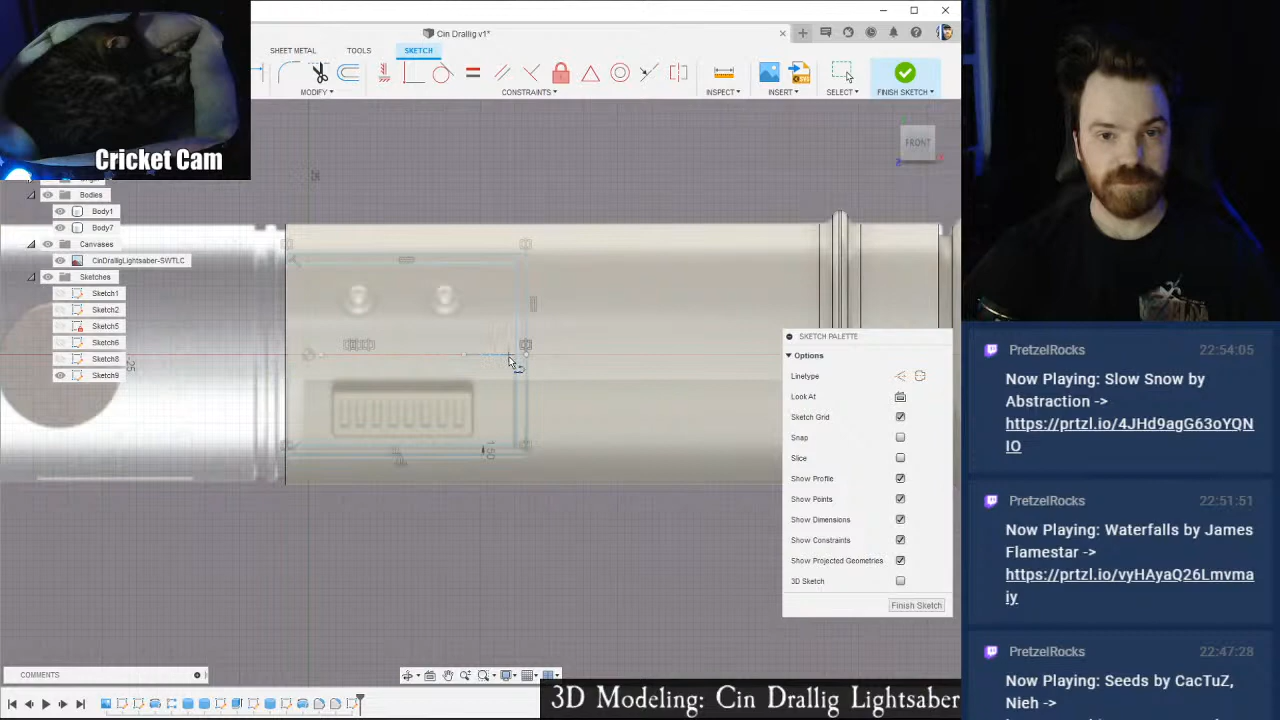 Cin Drallig v1*
SHEET METAL
TOOLS
SKETCH
MODIFY
CONSTRAINTS
INSPECT
INSERT
SELECT
FINISH SKETCH
Cricket Cam
FRONT
Bodies
Body1
Body7
Canvases
CinDralligLightsaber-SWTLC
Sketches
Sketch1
Sketch2
Sketch5
Sketch6
Sketch8
Sketch9
25
1.50
SKETCH PALETTE
Options
Linetype
Look At
Sketch Grid
Snap
Slice
Show Profile
Show Points
Show Dimensions
Show Constraints
Show Projected Geometries
3D Sketch
Finish Sketch
COMMENTS
3D Modeling: Cin Drallig Lightsaber
PretzelRocks
22:54:05
Now Playing: Slow Snow by
Abstraction ->
https://prtzl.io/4JHd9agG63oYQN
IO
PretzelRocks
22:51:51
Now Playing: Waterfalls by James
Flamestar ->
https://prtzl.io/vyHAyaQ26Lmvma
iy
PretzelRocks
22:47:28
Now Playing: Seeds by CacTuZ,
Nieh ->